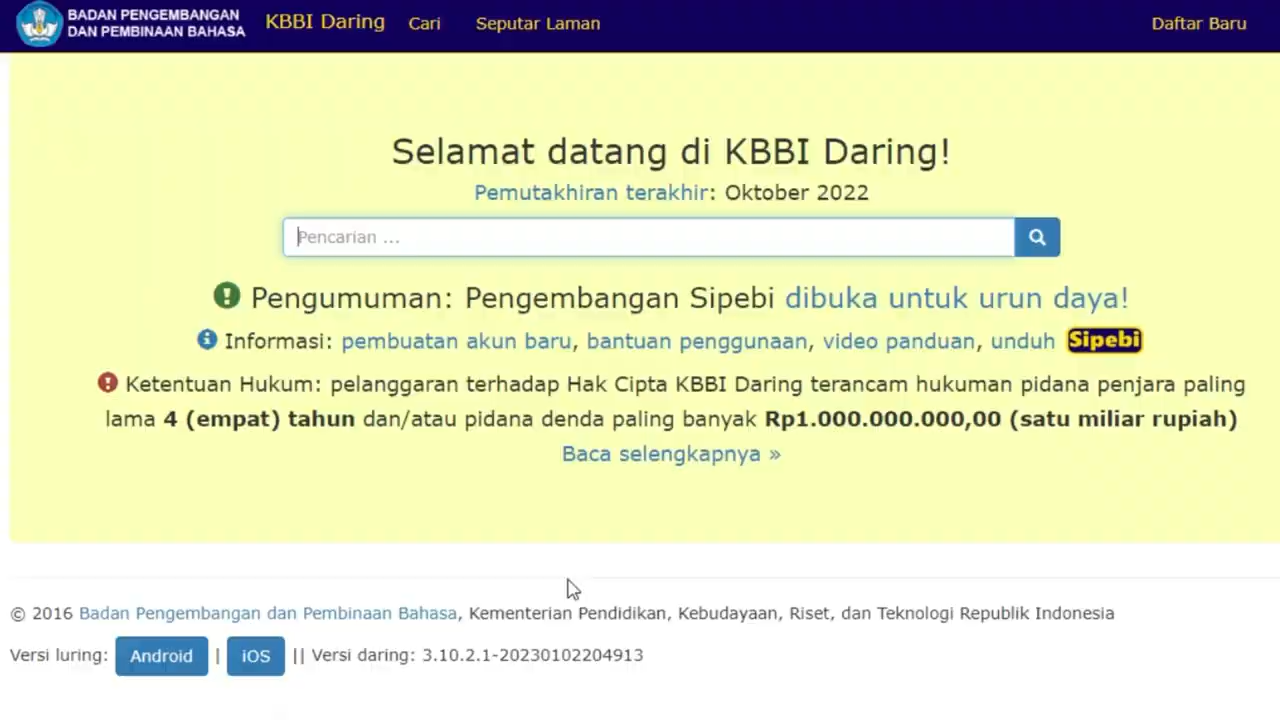 BADAN PENGEMBANGAN
DAN PEMBINAAN BAHASA
KBBI Daring
Cari
Seputar Laman
Daftar Baru
Selamat datang di KBBI Daring!
Pemutakhiran terakhir: Oktober 2022
Pencarian ...
Pengumuman: Pengembangan Sipebi dibuka untuk urun daya!
Informasi: pembuatan akun baru, bantuan penggunaan, video panduan, unduh Sipebi
Ketentuan Hukum: pelanggaran terhadap Hak Cipta KBBI Daring terancam hukuman pidana penjara paling
lama 4 (empat) tahun dan/atau pidana denda paling banyak Rp1.000.000.000,00 (satu miliar rupiah)
Baca selengkapnya »
© 2016 Badan Pengembangan dan Pembinaan Bahasa, Kementerian Pendidikan, Kebudayaan, Riset, dan Teknologi Republik Indonesia
Versi luring: Android | iOS || Versi daring: 3.10.2.1-20230102204913